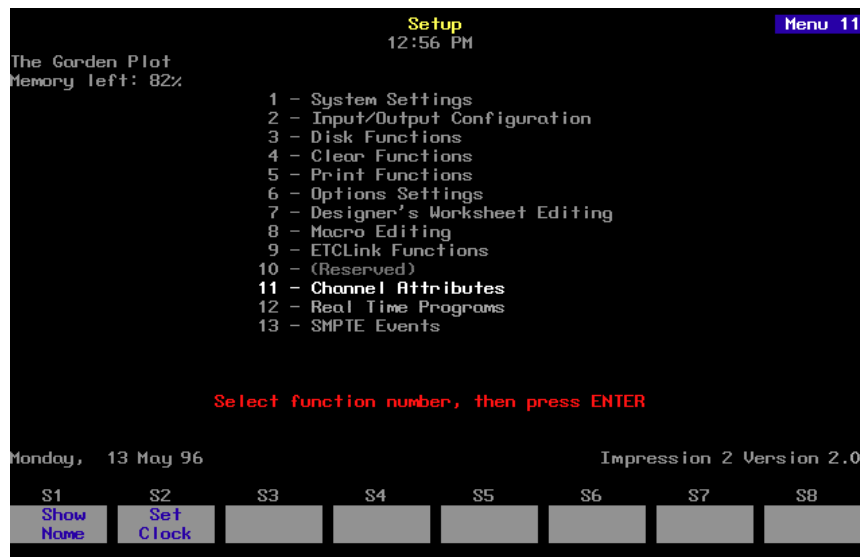 Setup
Menu 11
12:56 PM
The Garden Plot
Memory left: 82%
1 - System Settings
2 - Input/Output Configuration
3 - Disk Functions
4 - Clear Functions
5 - Print Functions
6 - Options Settings
7 - Designer's Worksheet Editing
8 - Macro Editing
9 - ETCLink Functions
10 - (Reserved)
11 - Channel Attributes
12 - Real Time Programs
13 - SMPTE Events
Select function number, then press ENTER
Monday, 13 May 96
Impression 2 Version 2.0
S1 S2 S3 S4 S5 S6 S7 S8
Show Set
Name Clock